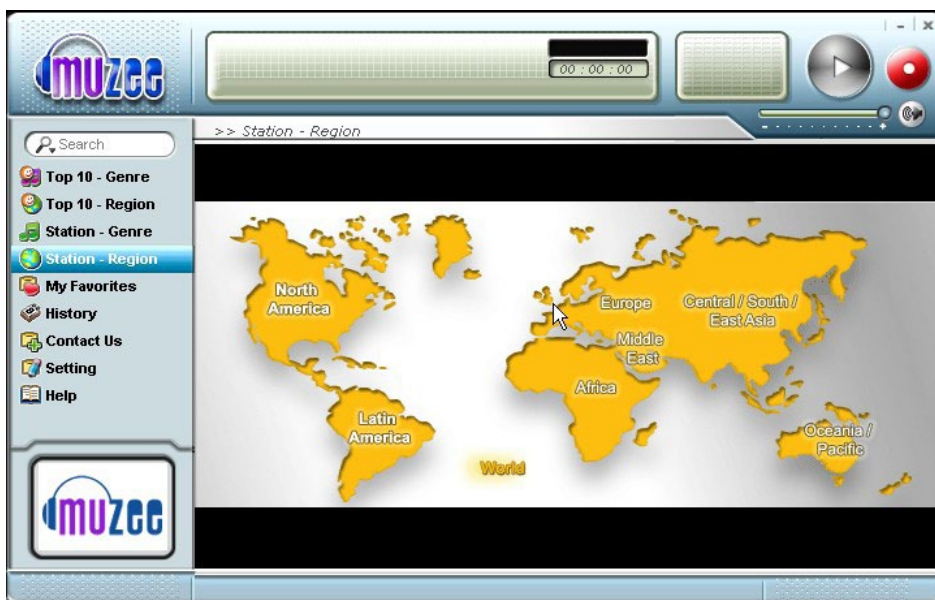 muzee
00 : 00 : 00
Search
>> Station - Region
Top 10 - Genre
Top 10 - Region
Station - Genre
Station - Region
My Favorites
History
Contact Us
Setting
Help
North
America
Europe
Central / South /
East Asia
Middle
East
Africa
Latin
America
Oceania /
Pacific
World
muzee